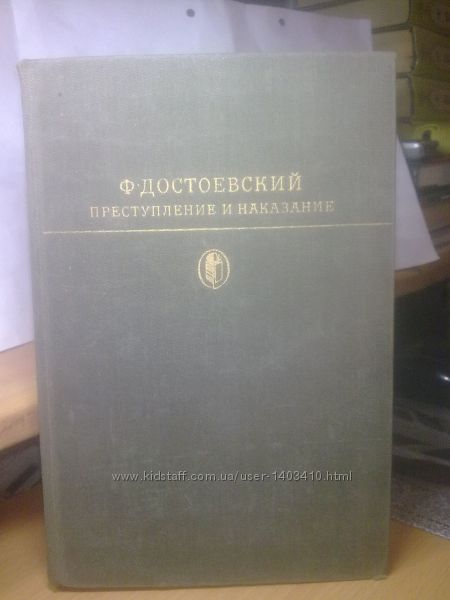 Ф·ДОСТОЕВСКИЙ
ПРЕСТУПЛЕНИЕ И НАКАЗАНИЕ
www.kidstaff.com.ua/user-1403410.html